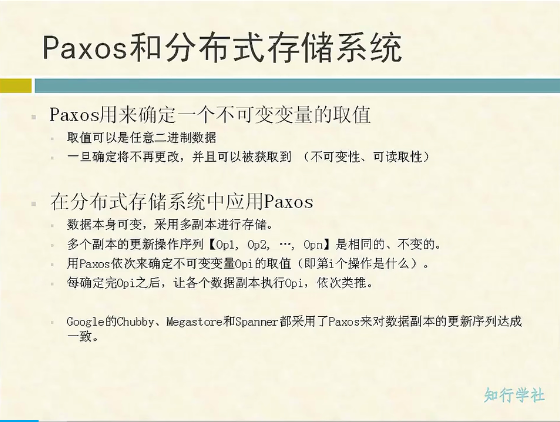 Paxos和分布式存储系统
Paxos用来确定一个不可变变量的取值
取值可以是任意二进制数据
一旦确定将不再更改，并且可以被获取到 （不可变性、可读取性）
在分布式存储系统中应用Paxos
数据本身可变，采用多副本进行存储。
多个副本的更新操作序列【Op1, Op2, …, Opn】是相同的、不变的。
用Paxos依次来确定不可变变量Opi的取值（即第i个操作是什么）。
每确定完Opi之后，让各个数据副本执行Opi，依次类推。
Google的Chubby、Megastore和Spanner都采用了Paxos来对数据副本的更新序列达成
一致。
知行学社